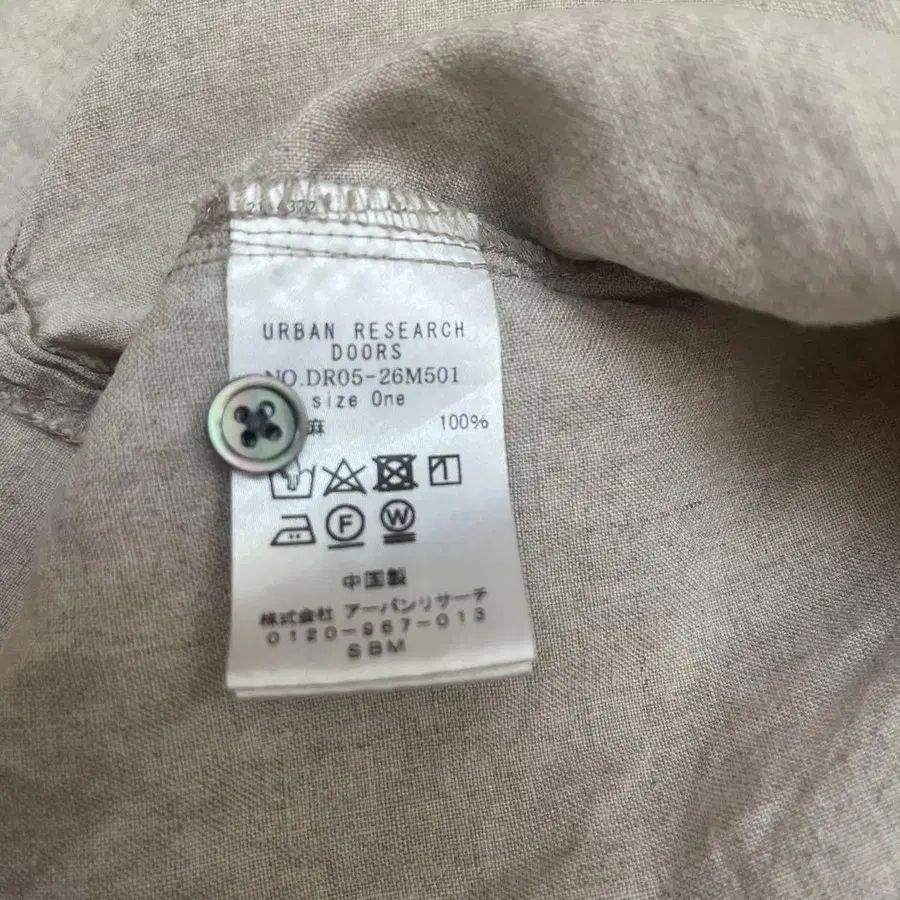 URBAN RESEARCH
DOORS
NO.DR05-26M501
size One
麻 100%
F W
中国製
株式会社 アーバンリサーチ
0120-967-013
SBM